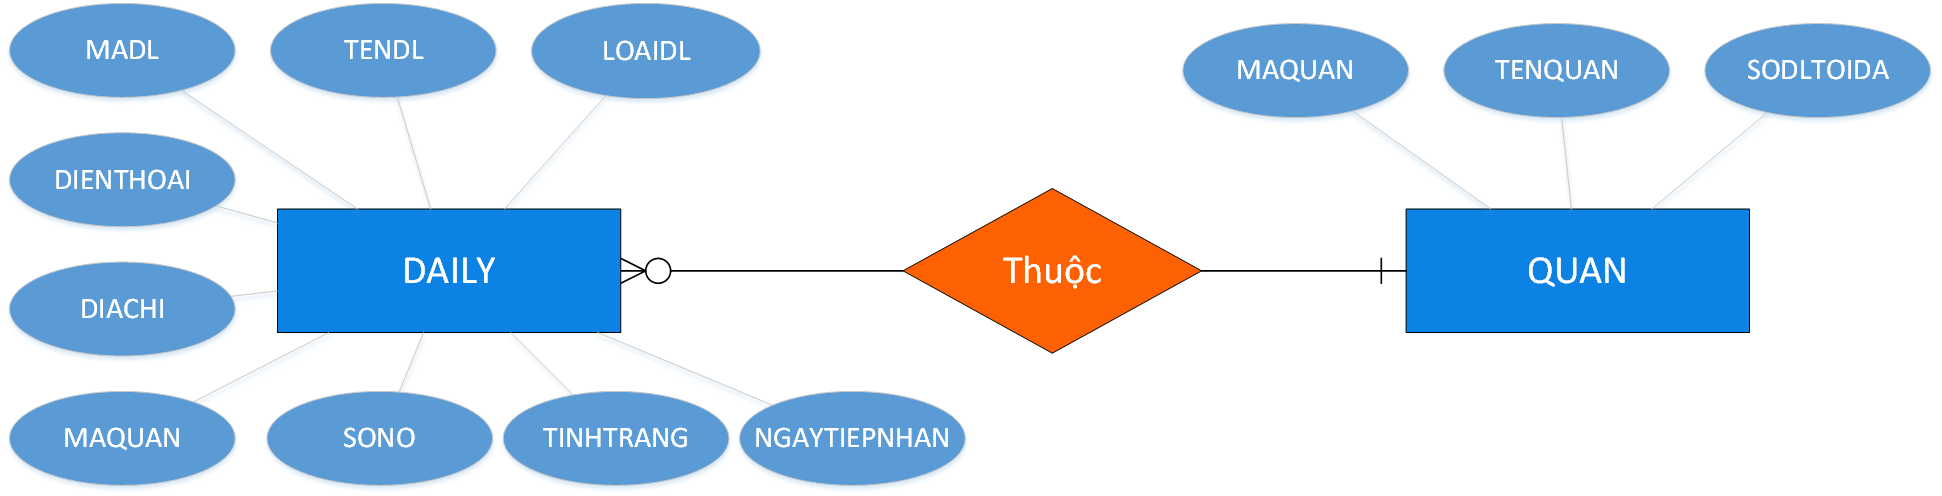 MADL
TENDL
LOAIDL
MAQUAN
TENQUAN
SODLTOIDA
DIENTHOAI
DAILY
Thuộc
QUAN
DIACHI
MAQUAN
SONO
TINHTRANG
NGAYTIEPNHAN